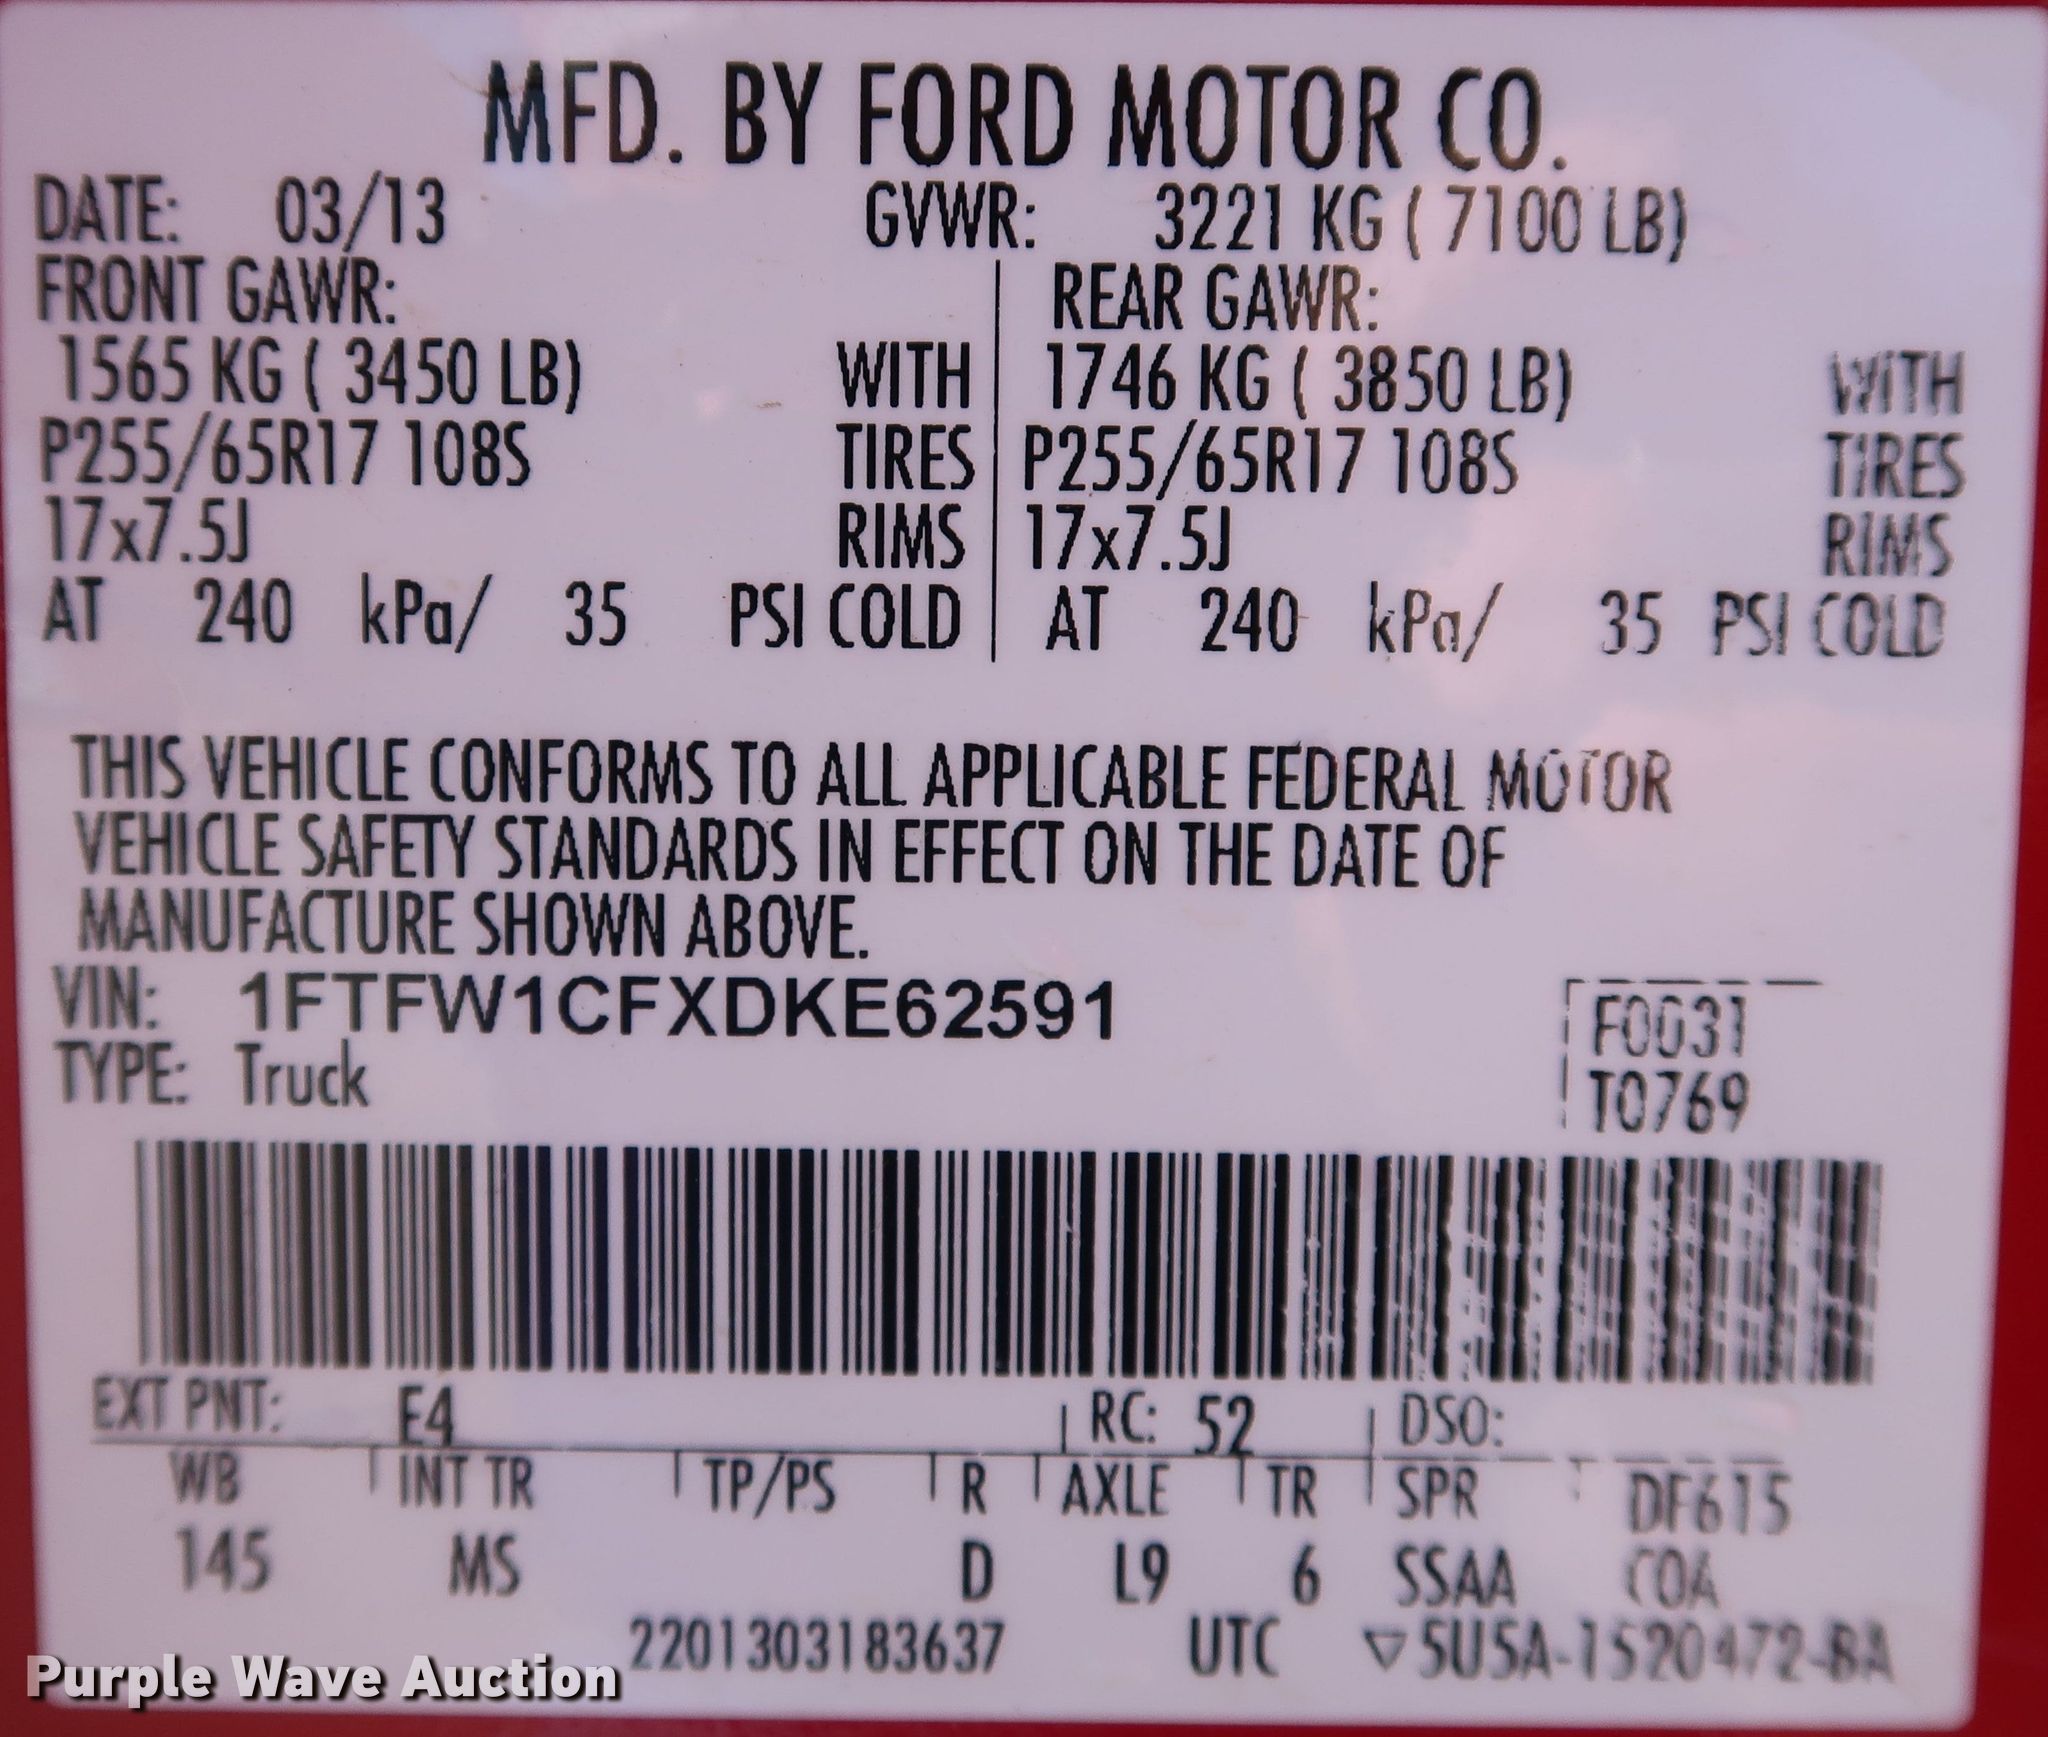 MFD. BY FORD MOTOR CO.
DATE: 03/13 GVWR: 3221 KG ( 7100 LB)
FRONT GAWR: REAR GAWR:
1565 KG ( 3450 LB) WITH 1746 KG ( 3850 LB) WITH
P255/65R17 108S TIRES P255/65R17 108S TIRES
17x7.5J RIMS 17x7.5J RIMS
AT 240 kPa/ 35 PSI COLD AT 240 kPa/ 35 PSI COLD
THIS VEHICLE CONFORMS TO ALL APPLICABLE FEDERAL MOTOR
VEHICLE SAFETY STANDARDS IN EFFECT ON THE DATE OF
MANUFACTURE SHOWN ABOVE.
VIN: 1FTFW1CFXDKE62591
F0031
TYPE: Truck T0769
EXT PNT: E4 RC: 52 DSO:
WB INT TR TP/PS R AXLE TR SPR DF615
145 MS D L9 6 SSAA COA
2201303183637 UTC ▽5U5A-1520472-BA
Purple Wave Auction